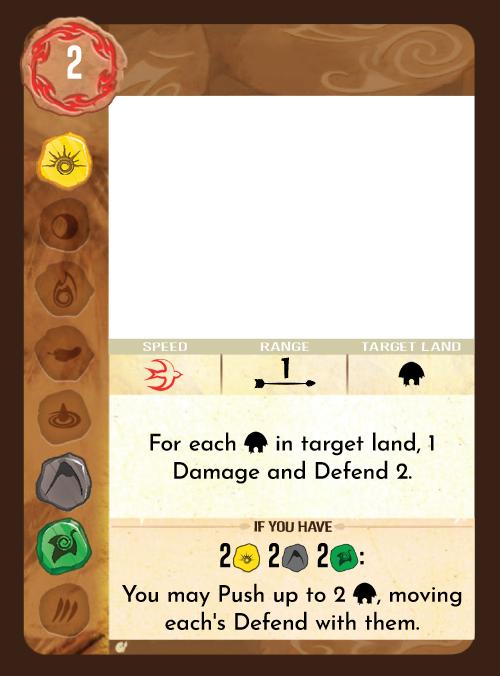 2
SPEED RANGE TARGET LAND
1
For each in target land, 1
Damage and Defend 2.
IF YOU HAVE
2 2 2 :
You may Push up to 2 , moving
each's Defend with them.